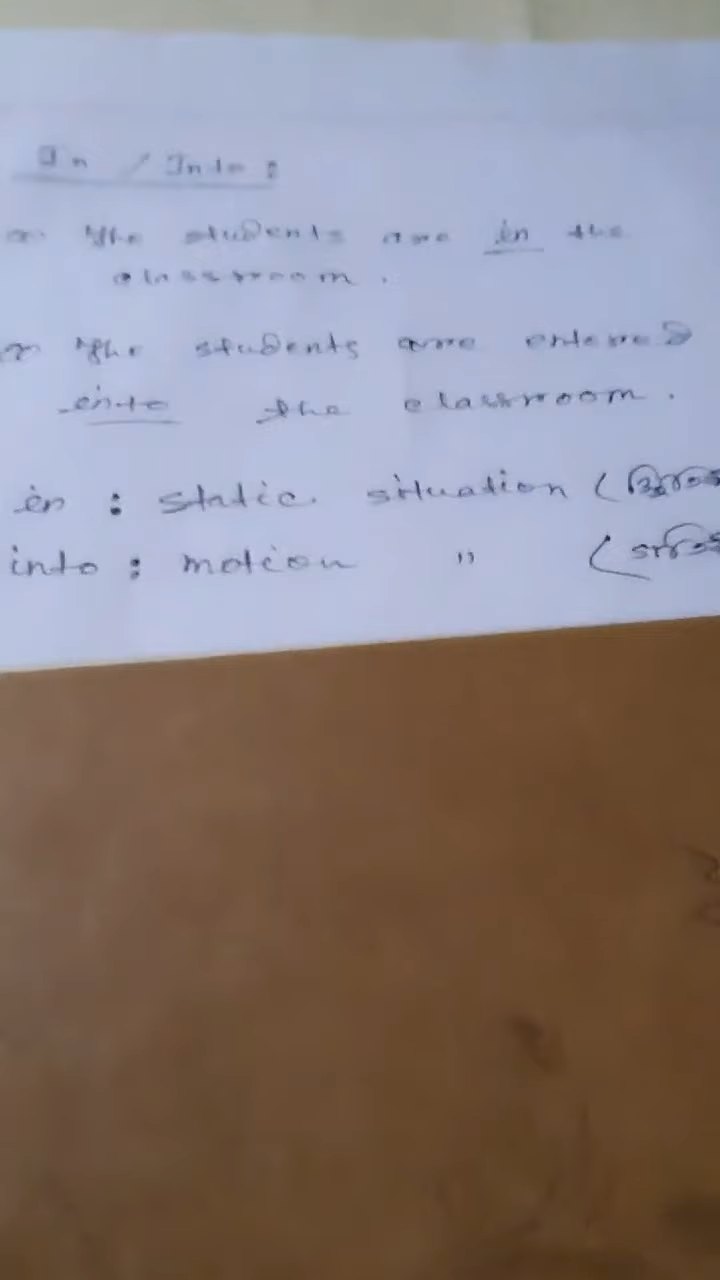 In / Into :
The students are in the
classroom.
The students are entered
into the classroom.
in : static situation (
into : motion " (